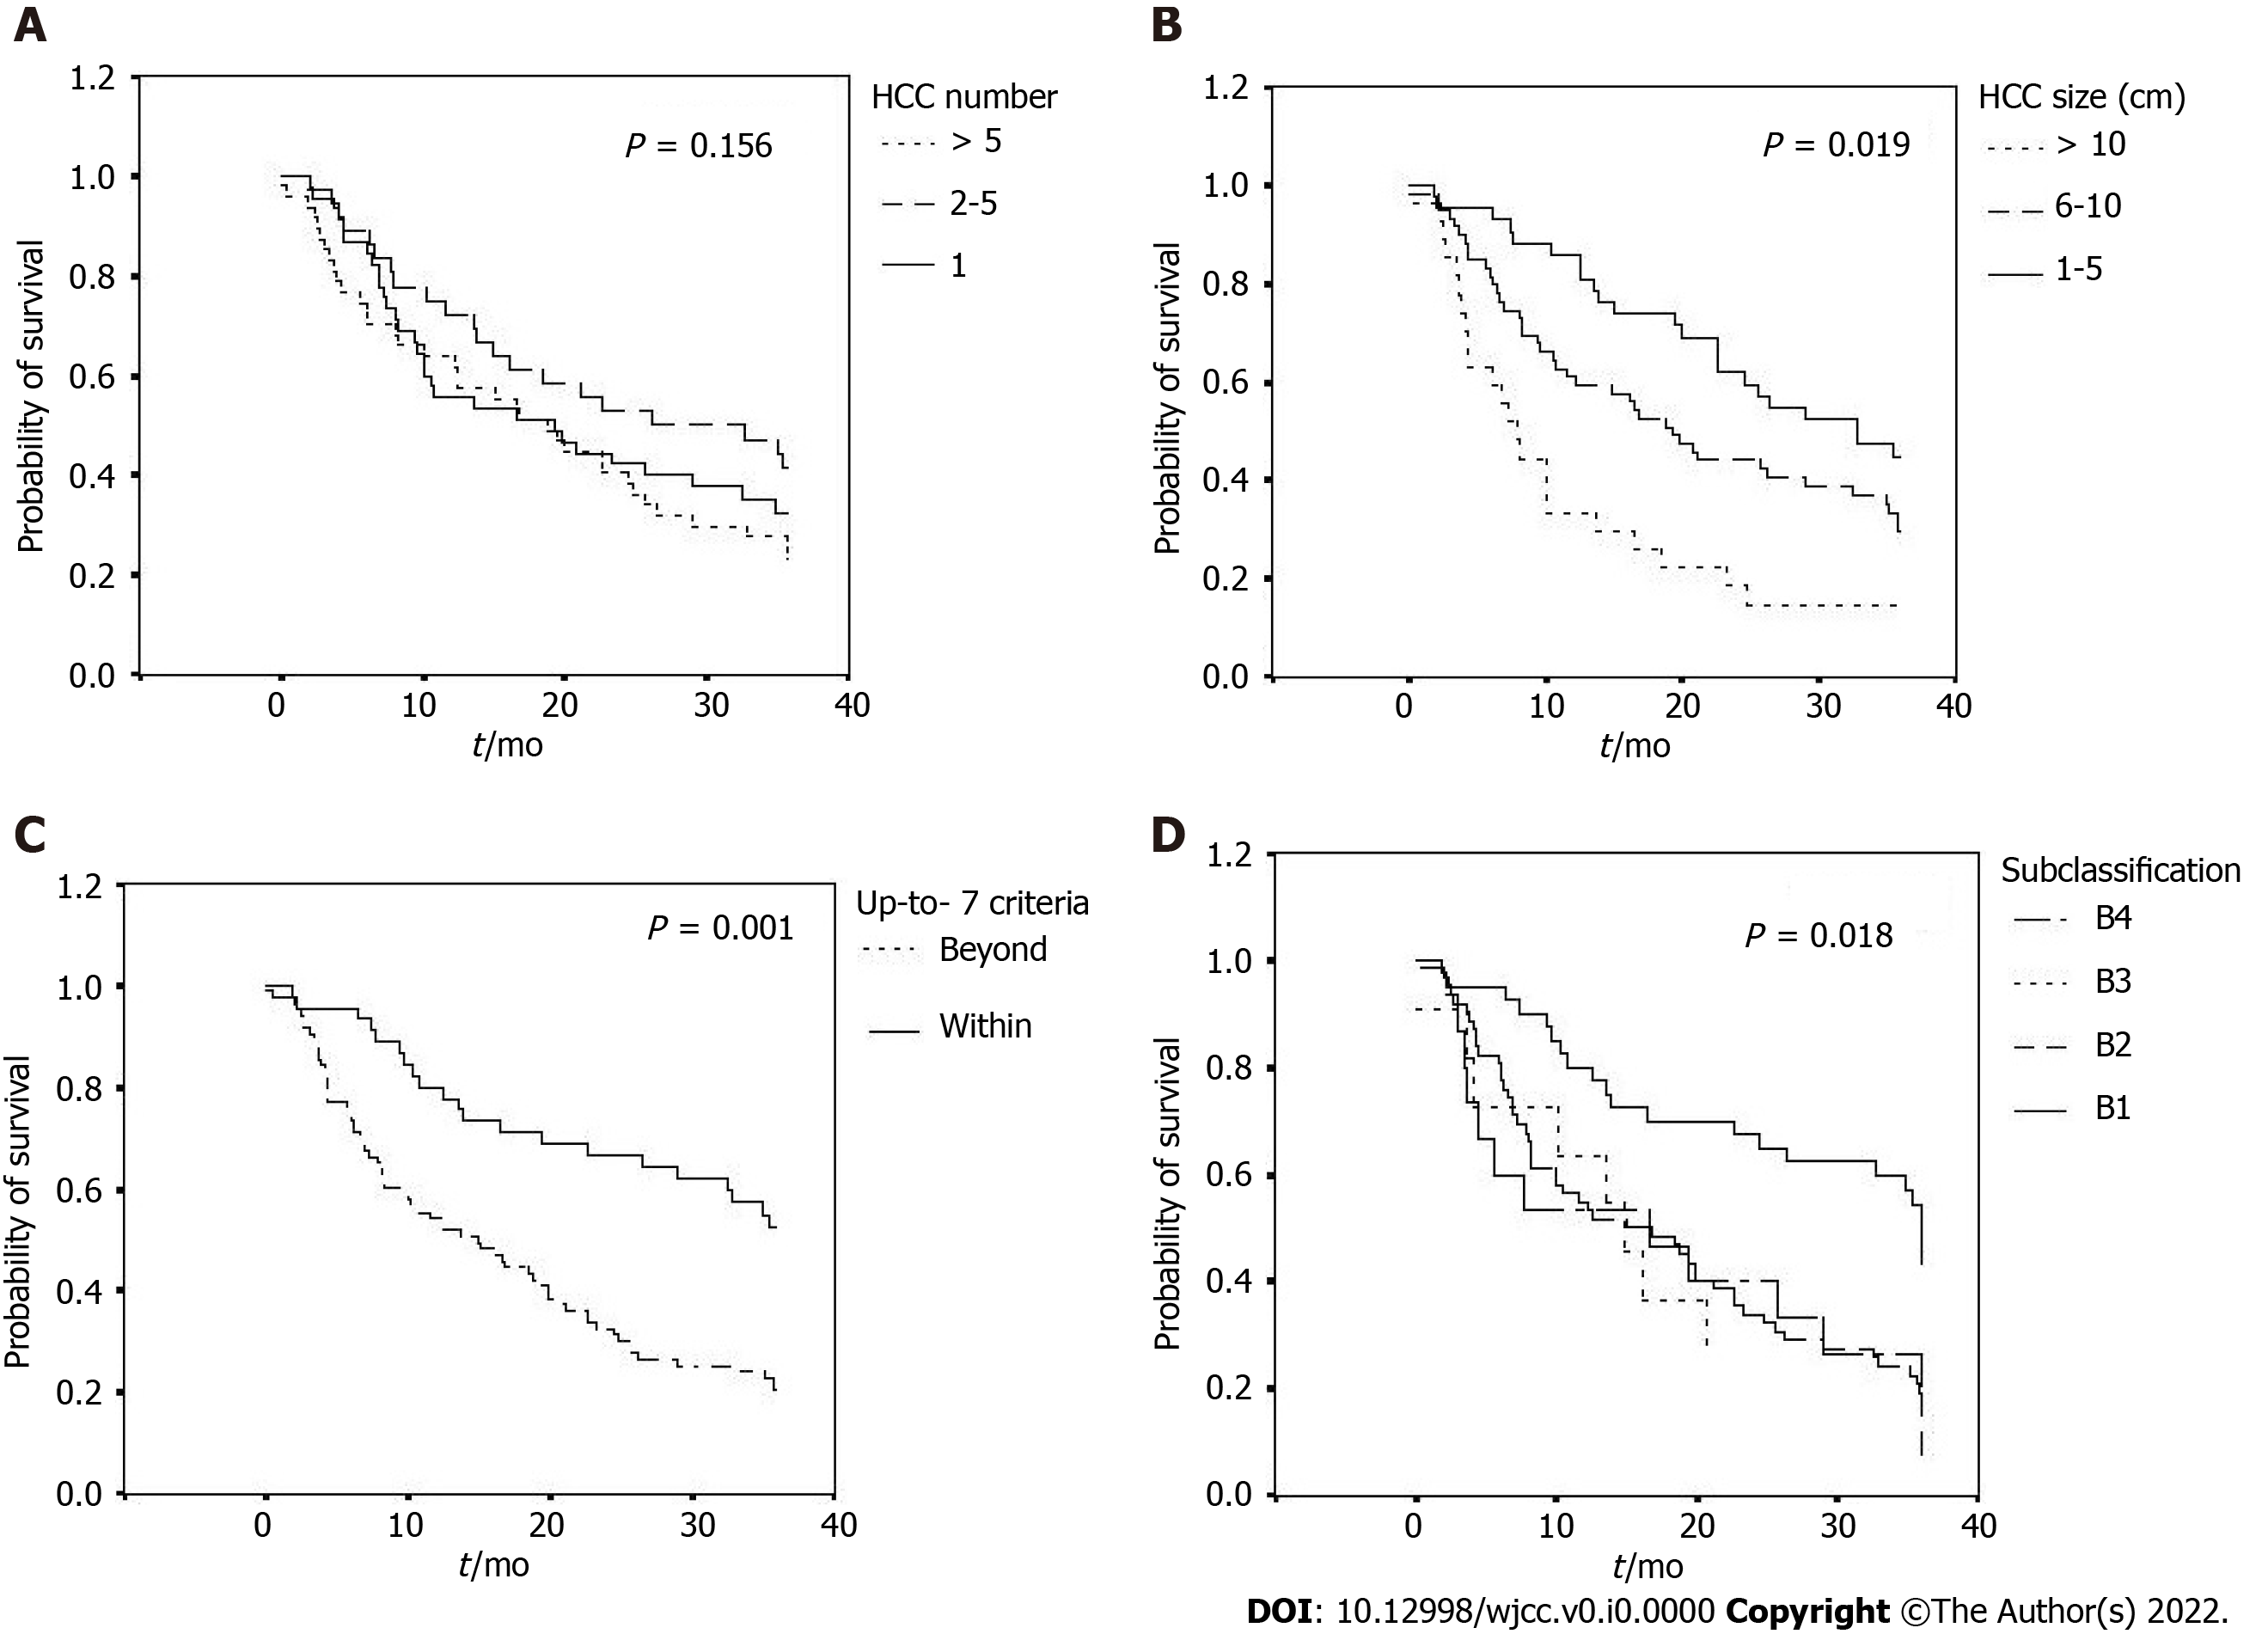 A
1.2
1.0
0.8
0.6
0.4
0.2
0.0
0 10 20 30 40
t/mo
Probability of survival
P = 0.156
HCC number
> 5
2-5
1
B
1.2
1.0
0.8
0.6
0.4
0.2
0.0
0 10 20 30 40
t/mo
Probability of survival
P = 0.019
HCC size (cm)
> 10
6-10
1-5
C
1.2
1.0
0.8
0.6
0.4
0.2
0.0
0 10 20 30 40
t/mo
Probability of survival
P = 0.001
Up-to- 7 criteria
Beyond
Within
D
1.2
1.0
0.8
0.6
0.4
0.2
0.0
0 10 20 30 40
t/mo
Probability of survival
P = 0.018
Subclassification
B4
B3
B2
B1
DOI: 10.12998/wjcc.v0.i0.0000 Copyright ©The Author(s) 2022.